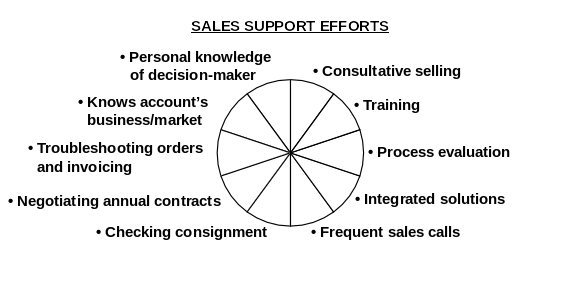 SALES SUPPORT EFFORTS
• Personal knowledge
of decision-maker
• Consultative selling
• Knows account’s
business/market
• Training
• Troubleshooting orders
and invoicing
• Process evaluation
• Negotiating annual contracts
• Integrated solutions
• Checking consignment
• Frequent sales calls